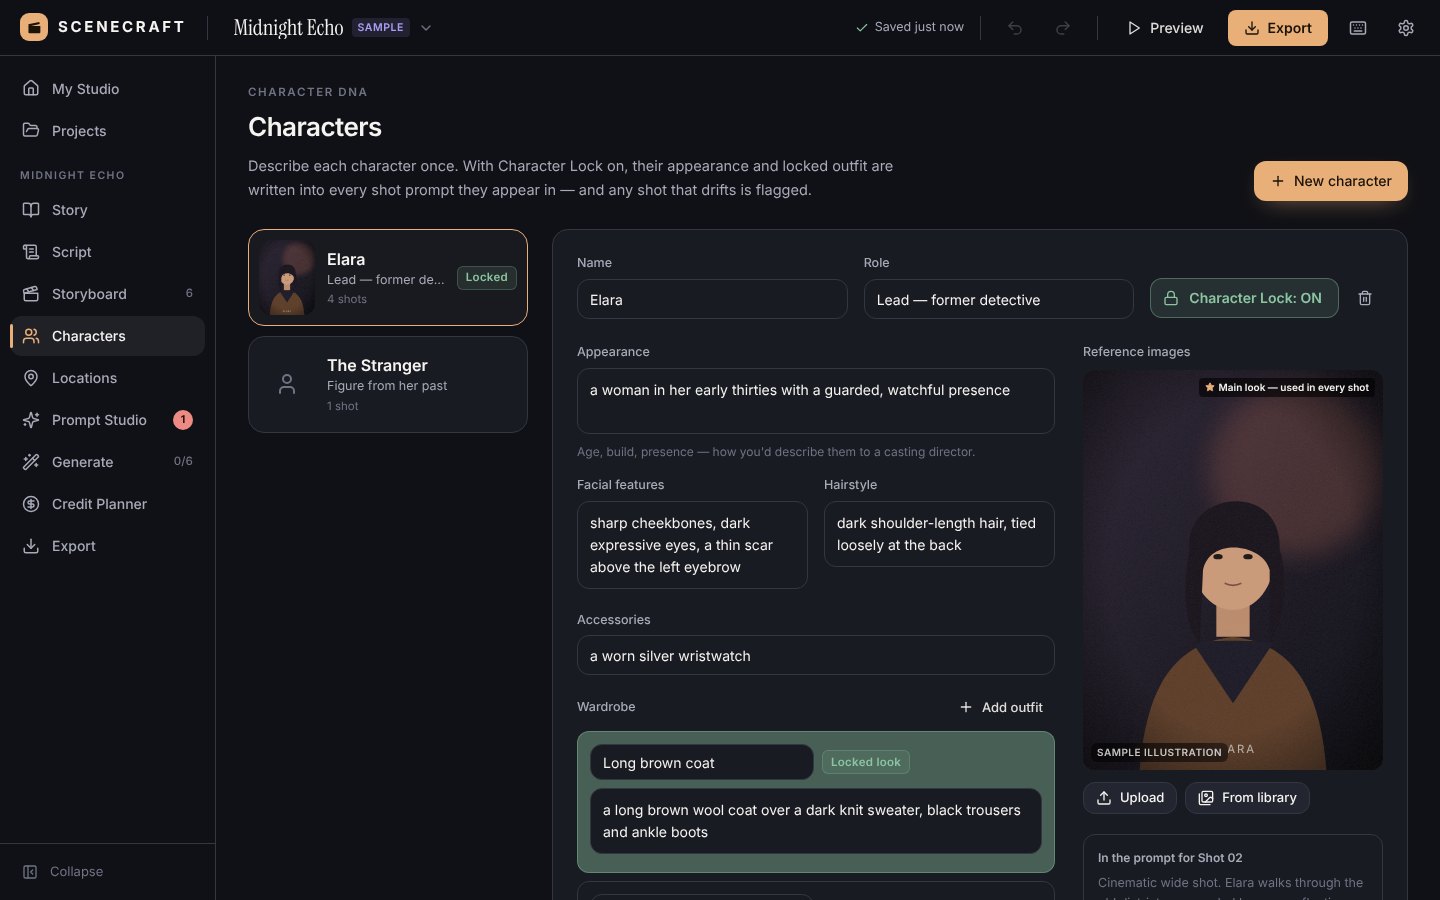 SCENECRAFT
Midnight Echo SAMPLE
Saved just now
Preview
Export
My Studio
Projects
MIDNIGHT ECHO
Story
Script
Storyboard 6
Characters
Locations
Prompt Studio 1
Generate 0/6
Credit Planner
Export
Collapse
CHARACTER DNA
Characters
Describe each character once. With Character Lock on, their appearance and locked outfit are
written into every shot prompt they appear in — and any shot that drifts is flagged.
New character
Elara
Lead — former de...
4 shots
Locked
The Stranger
Figure from her past
1 shot
Name
Elara
Role
Lead — former detective
Character Lock: ON
Appearance
a woman in her early thirties with a guarded, watchful presence
Age, build, presence — how you'd describe them to a casting director.
Facial features
sharp cheekbones, dark
expressive eyes, a thin scar
above the left eyebrow
Hairstyle
dark shoulder-length hair, tied
loosely at the back
Accessories
a worn silver wristwatch
Wardrobe
Add outfit
Long brown coat
Locked look
a long brown wool coat over a dark knit sweater, black trousers
and ankle boots
Reference images
Main look — used in every shot
SAMPLE ILLUSTRATION
ARA
Upload
From library
In the prompt for Shot 02
Cinematic wide shot. Elara walks through the